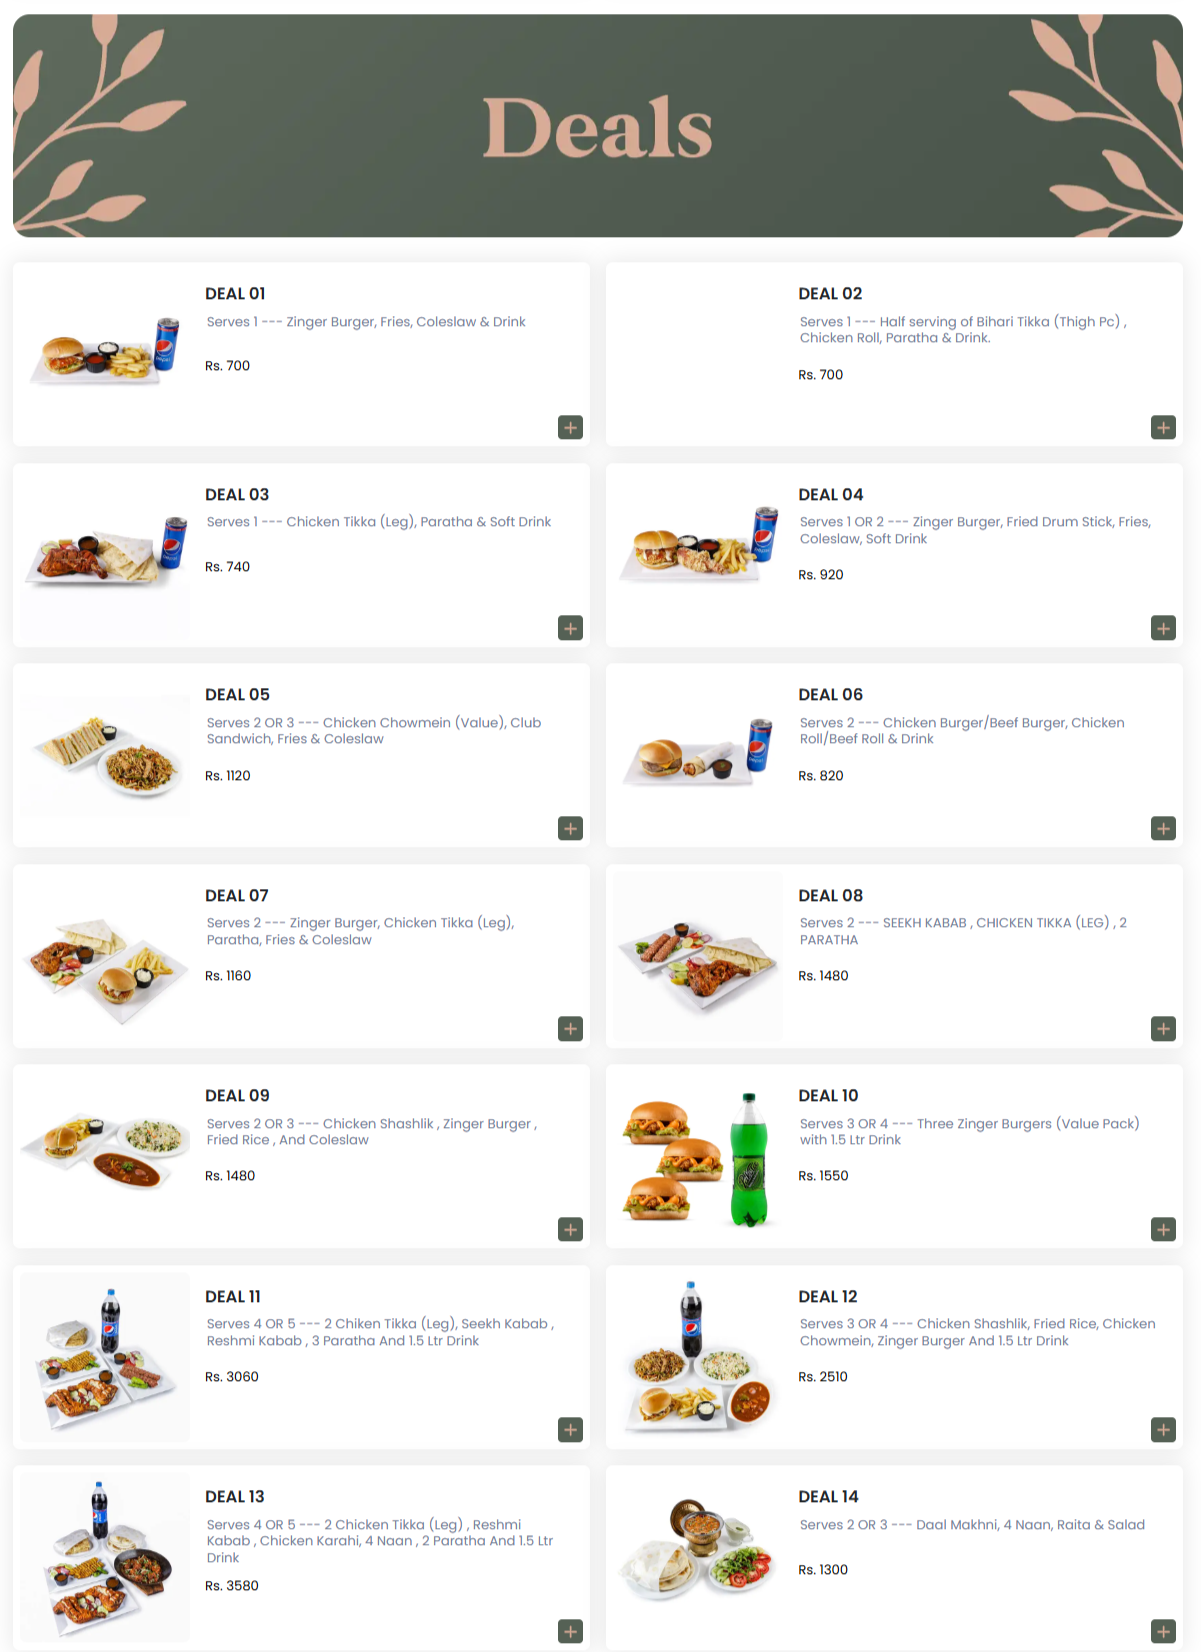 Deals
DEAL 01
Serves 1 --- Zinger Burger, Fries, Coleslaw & Drink
Rs. 700
DEAL 02
Serves 1 --- Half serving of Bihari Tikka (Thigh Pc) ,
Chicken Roll, Paratha & Drink.
Rs. 700
DEAL 03
Serves 1 --- Chicken Tikka (Leg), Paratha & Soft Drink
Rs. 740
DEAL 04
Serves 1 OR 2 --- Zinger Burger, Fried Drum Stick, Fries,
Coleslaw, Soft Drink
Rs. 920
DEAL 05
Serves 2 OR 3 --- Chicken Chowmein (Value), Club
Sandwich, Fries & Coleslaw
Rs. 1120
DEAL 06
Serves 2 --- Chicken Burger/Beef Burger, Chicken
Roll/Beef Roll & Drink
Rs. 820
DEAL 07
Serves 2 --- Zinger Burger, Chicken Tikka (Leg),
Paratha, Fries & Coleslaw
Rs. 1160
DEAL 08
Serves 2 --- SEEKH KABAB , CHICKEN TIKKA (LEG) , 2
PARATHA
Rs. 1480
DEAL 09
Serves 2 OR 3 --- Chicken Shashlik , Zinger Burger ,
Fried Rice , And Coleslaw
Rs. 1480
DEAL 10
Serves 3 OR 4 --- Three Zinger Burgers (Value Pack)
with 1.5 Ltr Drink
Rs. 1550
DEAL 11
Serves 4 OR 5 --- 2 Chiken Tikka (Leg), Seekh Kabab ,
Reshmi Kabab , 3 Paratha And 1.5 Ltr Drink
Rs. 3060
DEAL 12
Serves 3 OR 4 --- Chicken Shashlik, Fried Rice, Chicken
Chowmein, Zinger Burger And 1.5 Ltr Drink
Rs. 2510
DEAL 13
Serves 4 OR 5 --- 2 Chicken Tikka (Leg) , Reshmi
Kabab , Chicken Karahi, 4 Naan , 2 Paratha And 1.5 Ltr
Drink
Rs. 3580
DEAL 14
Serves 2 OR 3 --- Daal Makhni, 4 Naan, Raita & Salad
Rs. 1300